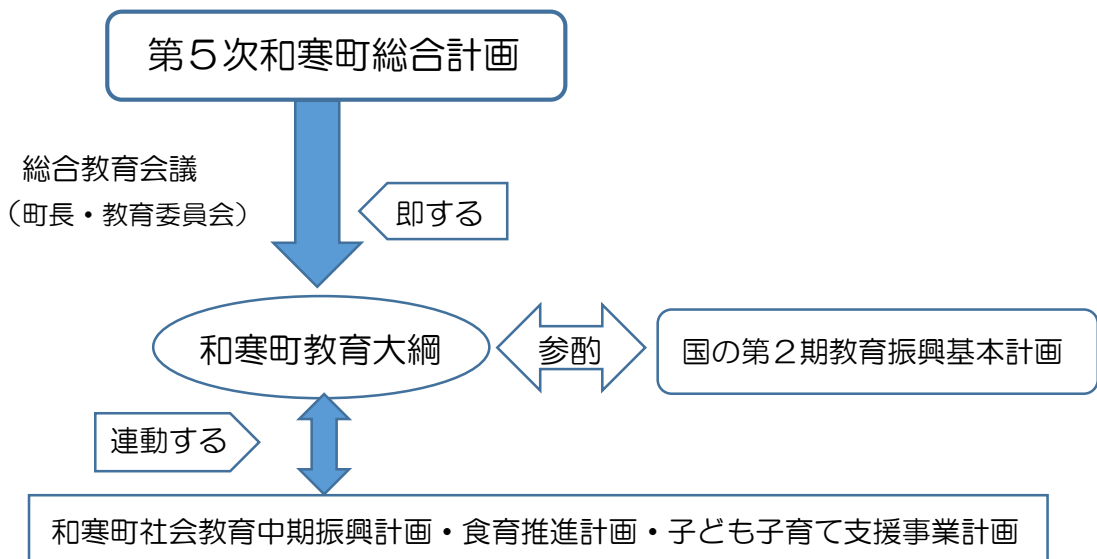 第５次和寒町総合計画
総合教育会議
（町長・教育委員会）
即する
和寒町教育大綱
参酌
国の第２期教育振興基本計画
連動する
和寒町社会教育中期振興計画・食育推進計画・子ども子育て支援事業計画